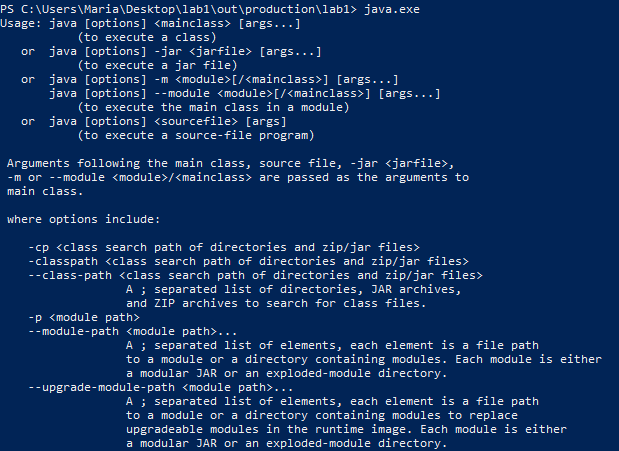 PS C:\Users\Maria\Desktop\lab1\out\production\lab1> java.exe
Usage: java [options] <mainclass> [args...]
(to execute a class)
or java [options] -jar <jarfile> [args...]
(to execute a jar file)
or java [options] -m <module>[/<mainclass>] [args...]
java [options] --module <module>[/<mainclass>] [args...]
(to execute the main class in a module)
or java [options] <sourcefile> [args]
(to execute a source-file program)
Arguments following the main class, source file, -jar <jarfile>,
-m or --module <module>/<mainclass> are passed as the arguments to
main class.
where options include:
-cp <class search path of directories and zip/jar files>
-classpath <class search path of directories and zip/jar files>
--class-path <class search path of directories and zip/jar files>
A ; separated list of directories, JAR archives,
and ZIP archives to search for class files.
-p <module path>
--module-path <module path>...
A ; separated list of elements, each element is a file path
to a module or a directory containing modules. Each module is either
a modular JAR or an exploded-module directory.
--upgrade-module-path <module path>...
A ; separated list of elements, each element is a file path
to a module or a directory containing modules to replace
upgradeable modules in the runtime image. Each module is either
a modular JAR or an exploded-module directory.